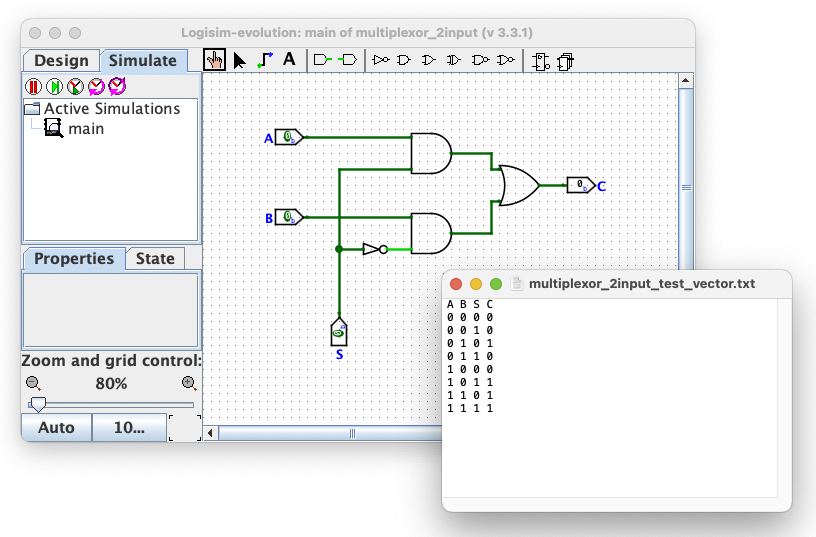 Logisim-evolution: main of multiplexor_2input (v 3.3.1)
Design Simulate
A
Active Simulations
main
A 0
B 0
0 C
S
Properties State
Zoom and grid control:
80%
Auto 10...
multiplexor_2input_test_vector.txt
A B S C
0 0 0 0
0 0 1 0
0 1 0 1
0 1 1 0
1 0 0 0
1 0 1 1
1 1 0 1
1 1 1 1